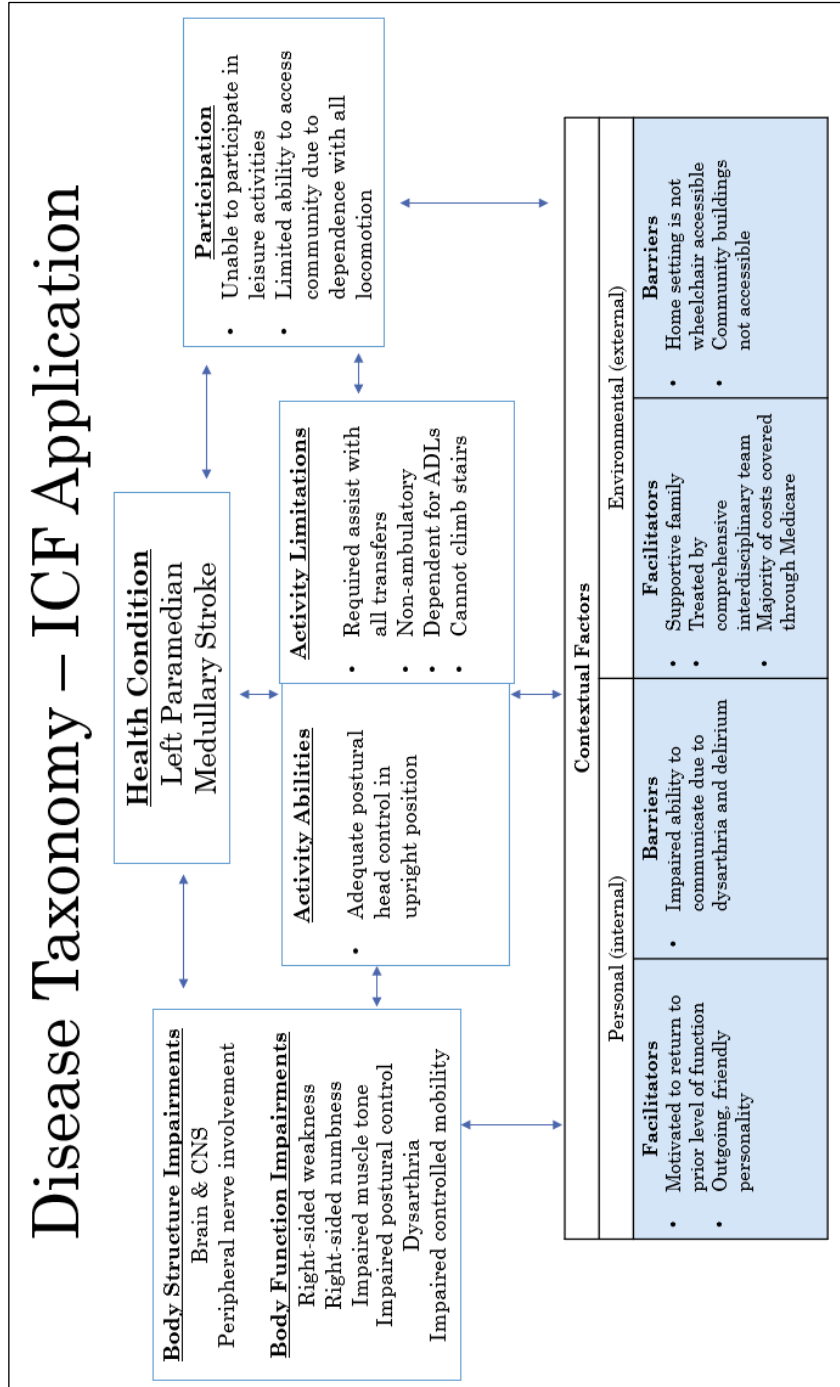 Disease Taxonomy – ICF Application
Health Condition
Left Paramedian
Medullary Stroke
Body Structure Impairments
Brain & CNS
Peripheral nerve involvement
Body Function Impairments
Right-sided weakness
Right-sided numbness
Impaired muscle tone
Impaired postural control
Dysarthria
Impaired controlled mobility
Activity Abilities
• Adequate postural
head control in
upright position
Activity Limitations
• Required assist with
all transfers
• Non-ambulatory
• Dependent for ADLs
• Cannot climb stairs
Participation
• Unable to participate in
leisure activities
• Limited ability to access
community due to
dependence with all
locomotion
Contextual Factors
Personal (internal)
Environmental (external)
Facilitators
• Motivated to return to
prior level of function
• Outgoing, friendly
personality
Barriers
• Impaired ability to
communicate due to
dysarthria and delirium
Facilitators
• Supportive family
• Treated by
comprehensive
interdisciplinary team
• Majority of costs covered
through Medicare
Barriers
• Home setting is not
wheelchair accessible
• Community buildings
not accessible